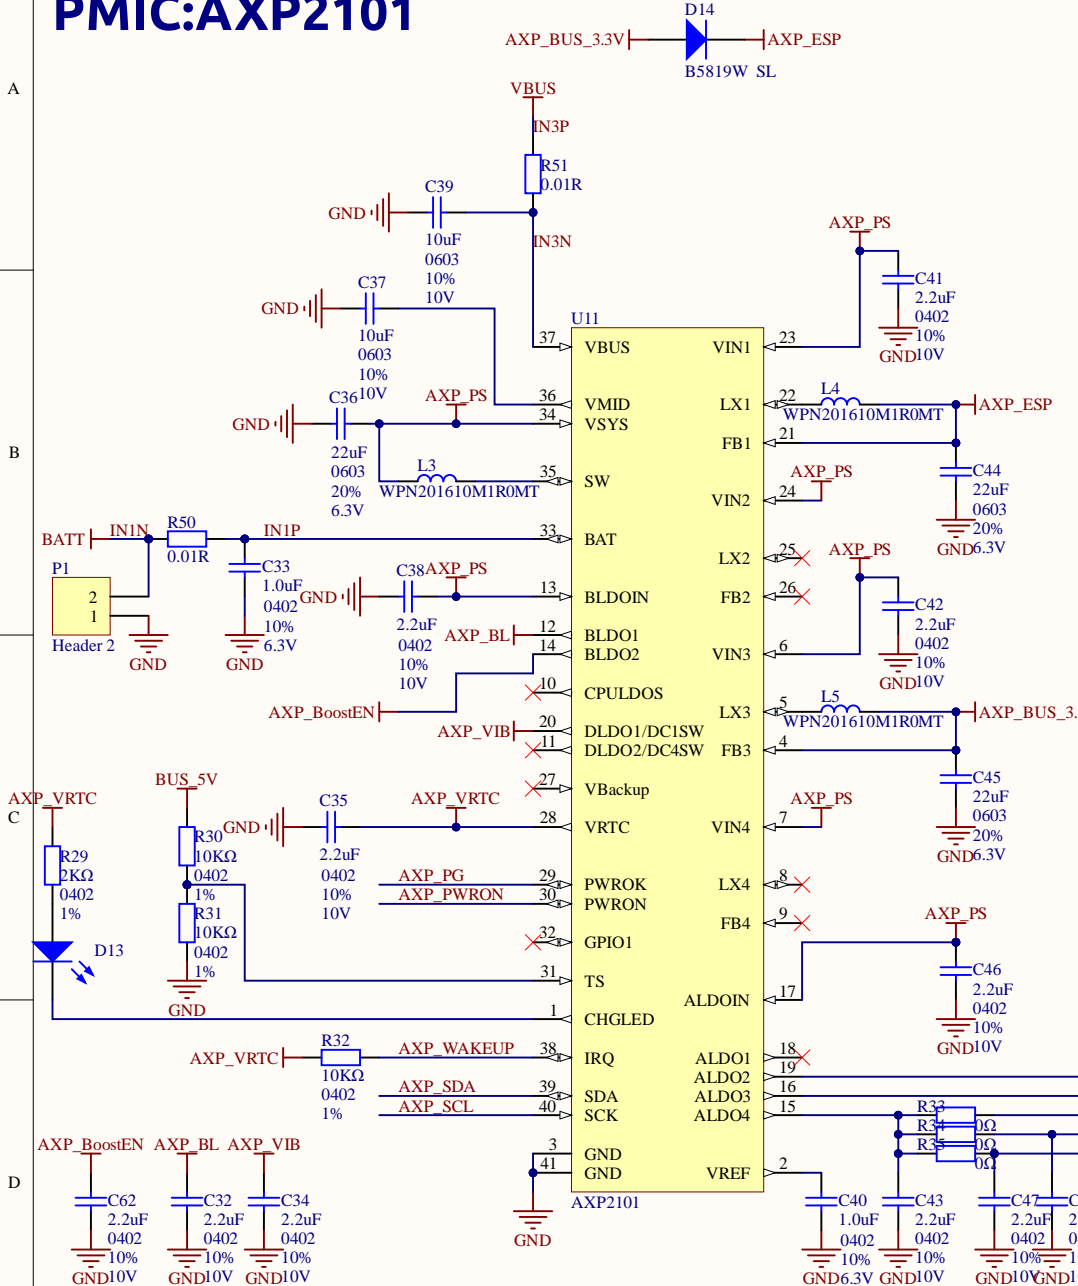 PMIC:AXP2101
D14
AXP_BUS_3.3V
AXP_ESP
B5819W SL
A
VBUS
IN3P
R51
0.01R
C39
GND
10uF
0603
10%
10V
IN3N
AXP_PS
C41
2.2uF
0402
10%
10V
GND
C37
GND
10uF
0603
10%
10V
U11
37
VBUS
VIN1
23
C36
AXP_PS
GND
22uF
0603
20%
6.3V
36
VMID
34
VSYS
L3
WPN201610M1R0MT
35
SW
LX1
22
L4
WPN201610M1R0MT
AXP_ESP
FB1
21
B
C44
22uF
0603
20%
6.3V
GND
AXP_PS
VIN2
24
BATT
IN1N
R50
0.01R
IN1P
33
BAT
C33
1.0uF
0402
10%
6.3V
GND
P1
2
1
Header 2
GND
LX2
25
FB2
26
AXP_PS
C42
2.2uF
0402
10%
10V
GND
C38
AXP_PS
GND
2.2uF
0402
10%
10V
13
BLDOIN
AXP_BL
12
BLDO1
14
BLDO2
VIN3
6
10
CPULDOS
AXP_BoostEN
LX3
5
L5
WPN201610M1R0MT
AXP_BUS_3.
AXP_VIB
20
DLDO1/DC1SW
11
DLDO2/DC4SW
FB3
4
C45
22uF
0603
20%
6.3V
GND
27
VBackup
C
AXP_VRTC
BUS_5V
C35
GND
AXP_VRTC
2.2uF
0402
10%
10V
28
VRTC
AXP_PS
VIN4
7
R30
10KΩ
0402
1%
R29
2KΩ
0402
1%
AXP_PG
29
PWROK
AXP_PWRON
30
PWRON
LX4
8
R31
10KΩ
0402
1%
GND
FB4
9
32
GPIO1
AXP_PS
C46
2.2uF
0402
10%
10V
GND
D13
31
TS
ALDOIN
17
1
CHGLED
AXP_VRTC
R32
10KΩ
0402
1%
AXP_WAKEUP
38
IRQ
ALDO1
18
ALDO2
19
AXP_SDA
39
SDA
ALDO3
16
AXP_SCL
40
SCK
ALDO4
15
R33
R34
0Ω
R35
0Ω
0Ω
3
GND
41
GND
VREF
2
AXP2101
GND
D
AXP_BoostEN
AXP_BL
AXP_VIB
C62
2.2uF
0402
10%
10V
GND
C32
2.2uF
0402
10%
10V
GND
C34
2.2uF
0402
10%
10V
GND
C40
1.0uF
0402
10%
6.3V
GND
C43
2.2uF
0402
10%
10V
GND
C47
2.2uF
0402
10%
10V
GND
C
2
0
1
GND
1